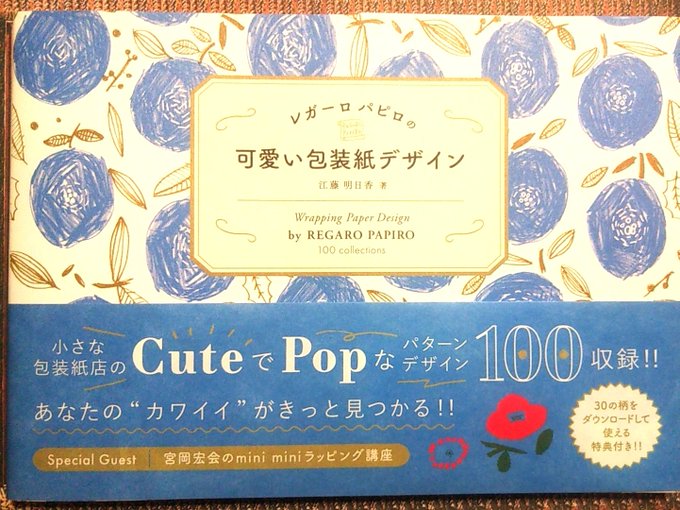 レガーロ パピロの
可愛い包装紙デザイン
江藤 明日香 著
Wrapping Paper Design
by REGARO PAPIRO
100 collections
小さな
包装紙店の Cute で Pop な パターン デザイン 100 収録!!
あなたの“カワイイ”がきっと見つかる!!
Special Guest | 宮岡宏会のmini miniラッピング講座
30の柄を
ダウンロードして
使える
特典付き!!